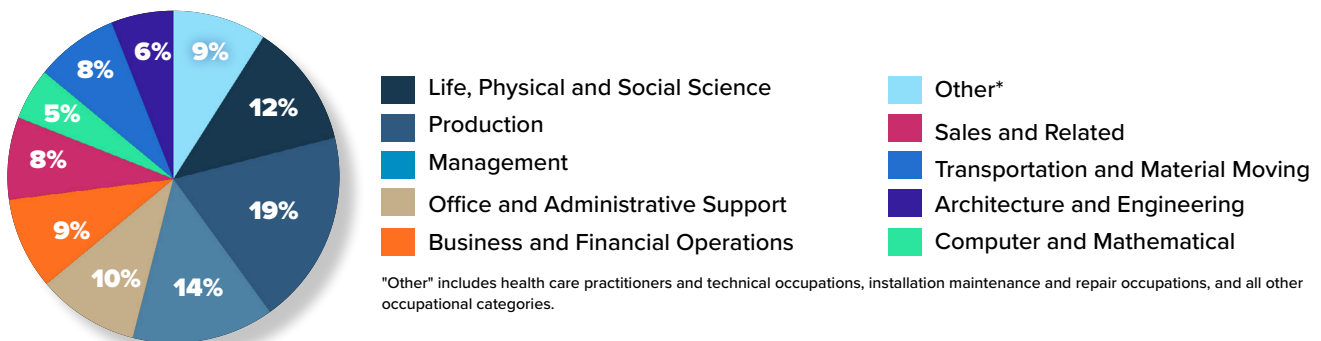 6%
9%
8%
12%
5%
8%
19%
9%
10%
14%
Life, Physical and Social Science
Production
Management
Office and Administrative Support
Business and Financial Operations
Other*
Sales and Related
Transportation and Material Moving
Architecture and Engineering
Computer and Mathematical
"Other" includes health care practitioners and technical occupations, installation maintenance and repair occupations, and all other
occupational categories.